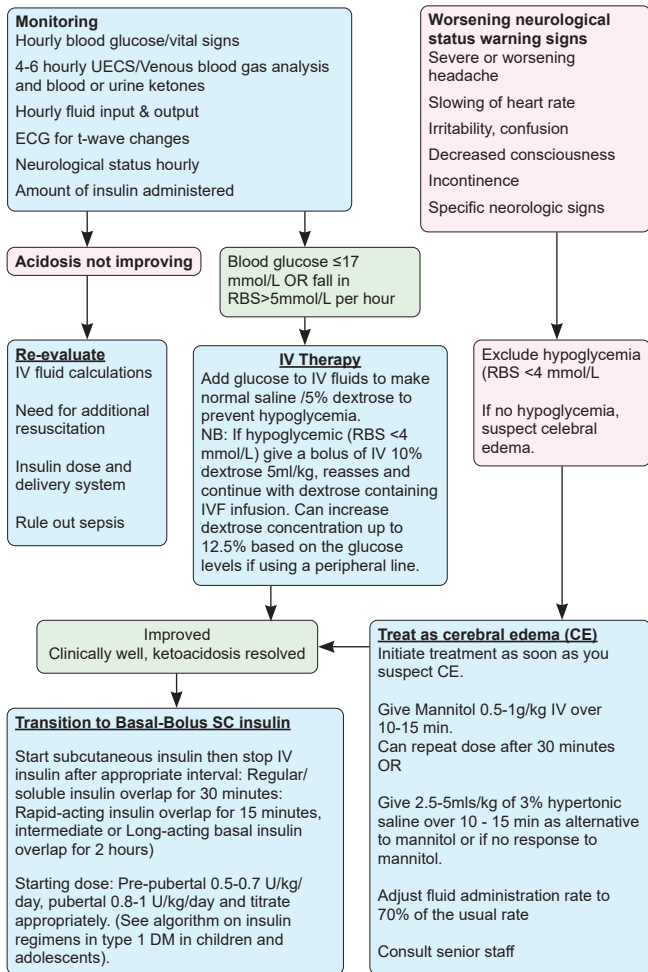 Monitoring
Hourly blood glucose/vital signs
4-6 hourly UECS/Venous blood gas analysis
and blood or urine ketones
Hourly fluid input & output
ECG for t-wave changes
Neurological status hourly
Amount of insulin administered
Worsening neurological
status warning signs
Severe or worsening
headache
Slowing of heart rate
Irritability, confusion
Decreased consciousness
Incontinence
Specific neorologic signs
Acidosis not improving
Blood glucose ≤17
mmol/L OR fall in
RBS>5mmol/L per hour
Re-evaluate
IV fluid calculations
Need for additional
resuscitation
Insulin dose and
delivery system
Rule out sepsis
IV Therapy
Add glucose to IV fluids to make
normal saline /5% dextrose to
prevent hypoglycemia.
NB: If hypoglycemic (RBS <4
mmol/L) give a bolus of IV 10%
dextrose 5ml/kg, reasses and
continue with dextrose containing
IVF infusion. Can increase
dextrose concentration up to
12.5% based on the glucose
levels if using a peripheral line.
Exclude hypoglycemia
(RBS <4 mmol/L
If no hypoglycemia,
suspect celebral
edema.
Improved
Clinically well, ketoacidosis resolved
Treat as cerebral edema (CE)
Initiate treatment as soon as you
suspect CE.
Give Mannitol 0.5-1g/kg IV over
10-15 min.
Can repeat dose after 30 minutes
OR
Give 2.5-5mls/kg of 3% hypertonic
saline over 10 - 15 min as alternative
to mannitol or if no response to
mannitol.
Adjust fluid administration rate to
70% of the usual rate
Consult senior staff
Transition to Basal-Bolus SC insulin
Start subcutaneous insulin then stop IV
insulin after appropriate interval: Regular/
soluble insulin overlap for 30 minutes:
Rapid-acting insulin overlap for 15 minutes,
intermediate or Long-acting basal insulin
overlap for 2 hours)
Starting dose: Pre-pubertal 0.5-0.7 U/kg/
day, pubertal 0.8-1 U/kg/day and titrate
appropriately. (See algorithm on insulin
regimens in type 1 DM in children and
adolescents).